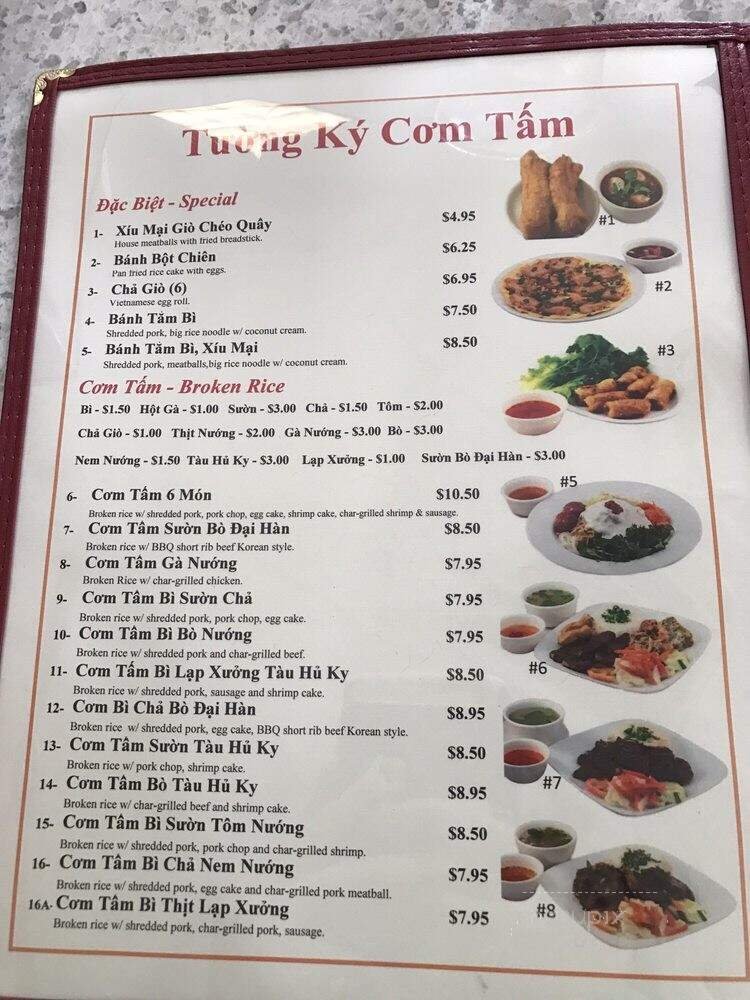 Tường Ký Cơm Tấm
Đặc Biệt - Special
1- Xíu Mại Giò Chéo Quây $4.95
House meatballs with fried breadstick.
2- Bánh Bột Chiên $6.25
Pan fried rice cake with eggs.
3- Chả Giò (6) $6.95
Vietnamese egg roll.
4- Bánh Tằm Bì $7.50
Shredded pork, big rice noodle w/ coconut cream.
5- Bánh Tằm Bì, Xíu Mại $8.50
Shredded pork, meatballs,big rice noodle w/ coconut cream.
#1
#2
#3
Cơm Tấm - Broken Rice
Bì - $1.50 Hột Gà - $1.00 Sườn - $3.00 Chả - $1.50 Tôm - $2.00
Chả Giò - $1.00 Thịt Nướng - $2.00 Gà Nướng - $3.00 Bò - $3.00
Nem Nướng - $1.50 Tàu Hủ Ky - $3.00 Lạp Xưởng - $1.00 Sườn Bò Đại Hàn - $3.00
6- Cơm Tấm 6 Món $10.50
Broken rice w/ shredded pork, pork chop, egg cake, shrimp cake, char-grilled shrimp & sausage.
7- Cơm Tâm Sườn Bò Đại Hàn $8.50
Broken rice w/ BBQ short rib beef Korean style.
8- Cơm Tâm Gà Nướng $7.95
Broken Rice w/ char-grilled chicken.
9- Cơm Tâm Bì Sườn Chả $7.95
Broken rice w/ shredded pork, pork chop, egg cake.
10- Cơm Tâm Bì Bò Nướng $7.95
Broken rice w/ shredded pork and char-grilled beef.
11- Cơm Tấm Bì Lạp Xưởng Tàu Hủ Ky $8.50
Broken rice w/ shredded pork, sausage and shrimp cake.
12- Cơm Bì Chả Bò Đại Hàn $8.95
Broken rice w/ shredded pork, egg cake, BBQ short rib beef Korean style.
13- Cơm Tâm Sườn Tàu Hủ Ky $8.50
Broken rice w/ pork chop, shrimp cake.
14- Cơm Tâm Bò Tàu Hủ Ky $8.95
Broken rice w/ char-grilled beef and shrimp cake.
15- Cơm Tâm Bì Sườn Tôm Nướng $8.50
Broken rice w/ shredded pork, pork chop and char-grilled shrimp.
16- Cơm Tâm Bì Chả Nem Nướng $7.95
Broken rice w/ shredded pork, egg cake and char-grilled pork meatball.
16A- Cơm Tâm Bì Thịt Lạp Xưởng $7.95
Broken rice w/ shredded pork, char-grilled pork, sausage.
#5
#6
#7
#8